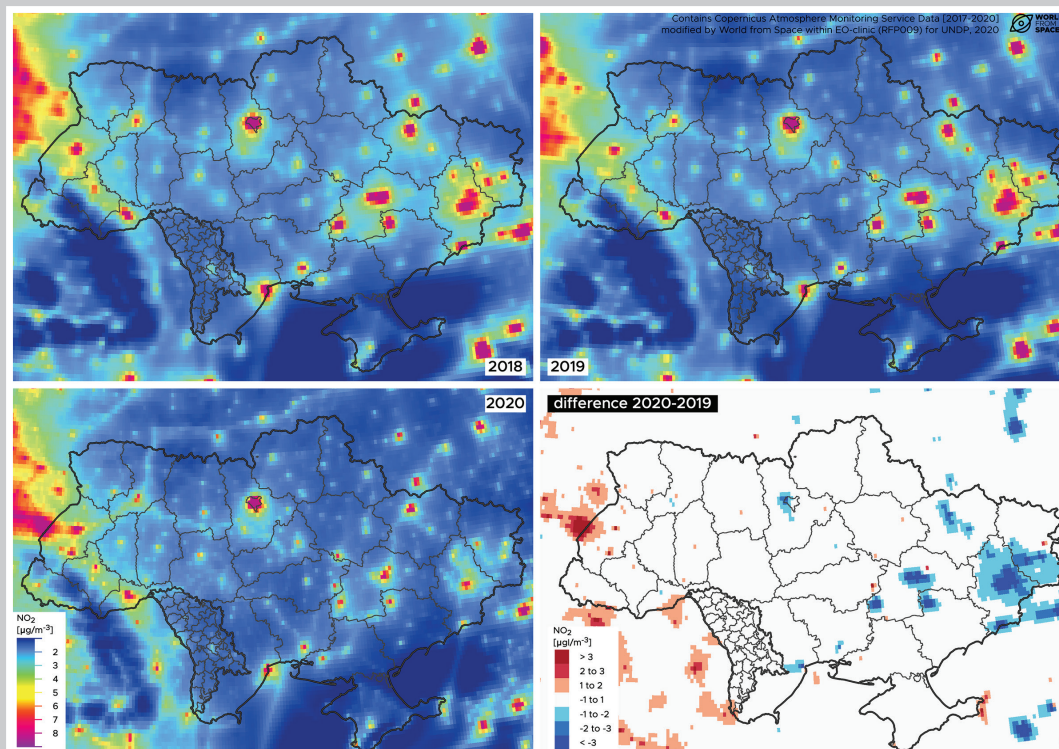 Contains Copernicus Atmosphere Monitoring Service Data [2017-2020]
modified by World from Space within EO-clinic (RFP009) for UNDP, 2020
WORLD
FROM
SPACE
2018
2019
2020
difference 2020-2019
NO₂
[µg/m⁻³]
2
3
4
5
6
7
8
NO₂
[µgl/m⁻³]
> 3
2 to 3
1 to 2
-1 to 1
-1 to -2
-2 to -3
< -3